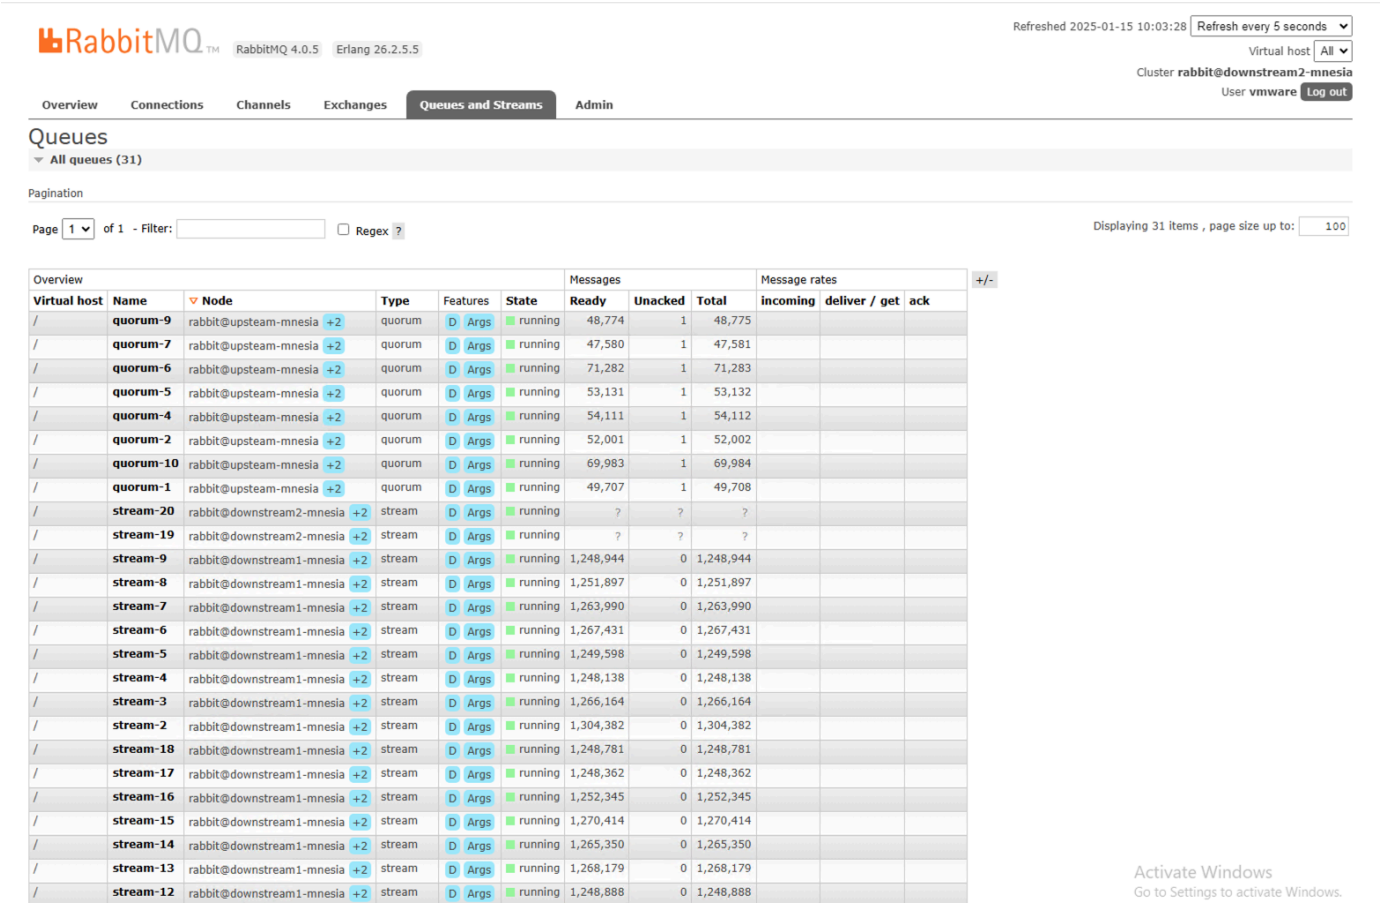 RabbitMQ TM RabbitMQ 4.0.5 Erlang 26.2.5.5
Refreshed 2025-01-15 10:03:28 Refresh every 5 seconds
Virtual host All
Cluster rabbit@downstream2-mnesia
User vmware Log out
Overview Connections Channels Exchanges Queues and Streams Admin
Queues
All queues (31)
Pagination
Page 1 of 1 - Filter: Regex ?
Displaying 31 items , page size up to: 100
Overview Messages Message rates +/-
Virtual host Name Node Type Features State Ready Unacked Total incoming deliver / get ack
/ quorum-9 rabbit@upsteam-mnesia +2 quorum D Args running 48,774 1 48,775
/ quorum-7 rabbit@upsteam-mnesia +2 quorum D Args running 47,580 1 47,581
/ quorum-6 rabbit@upsteam-mnesia +2 quorum D Args running 71,282 1 71,283
/ quorum-5 rabbit@upsteam-mnesia +2 quorum D Args running 53,131 1 53,132
/ quorum-4 rabbit@upsteam-mnesia +2 quorum D Args running 54,111 1 54,112
/ quorum-2 rabbit@upsteam-mnesia +2 quorum D Args running 52,001 1 52,002
/ quorum-10 rabbit@upsteam-mnesia +2 quorum D Args running 69,983 1 69,984
/ quorum-1 rabbit@upsteam-mnesia +2 quorum D Args running 49,707 1 49,708
/ stream-20 rabbit@downstream2-mnesia +2 stream D Args running ? ? ?
/ stream-19 rabbit@downstream2-mnesia +2 stream D Args running ? ? ?
/ stream-9 rabbit@downstream1-mnesia +2 stream D Args running 1,248,944 0 1,248,944
/ stream-8 rabbit@downstream1-mnesia +2 stream D Args running 1,251,897 0 1,251,897
/ stream-7 rabbit@downstream1-mnesia +2 stream D Args running 1,263,990 0 1,263,990
/ stream-6 rabbit@downstream1-mnesia +2 stream D Args running 1,267,431 0 1,267,431
/ stream-5 rabbit@downstream1-mnesia +2 stream D Args running 1,249,598 0 1,249,598
/ stream-4 rabbit@downstream1-mnesia +2 stream D Args running 1,248,138 0 1,248,138
/ stream-3 rabbit@downstream1-mnesia +2 stream D Args running 1,266,164 0 1,266,164
/ stream-2 rabbit@downstream1-mnesia +2 stream D Args running 1,304,382 0 1,304,382
/ stream-18 rabbit@downstream1-mnesia +2 stream D Args running 1,248,781 0 1,248,781
/ stream-17 rabbit@downstream1-mnesia +2 stream D Args running 1,248,362 0 1,248,362
/ stream-16 rabbit@downstream1-mnesia +2 stream D Args running 1,252,345 0 1,252,345
/ stream-15 rabbit@downstream1-mnesia +2 stream D Args running 1,270,414 0 1,270,414
/ stream-14 rabbit@downstream1-mnesia +2 stream D Args running 1,265,350 0 1,265,350
/ stream-13 rabbit@downstream1-mnesia +2 stream D Args running 1,268,179 0 1,268,179
/ stream-12 rabbit@downstream1-mnesia +2 stream D Args running 1,248,888 0 1,248,888
Activate Windows
Go to Settings to activate Windows.